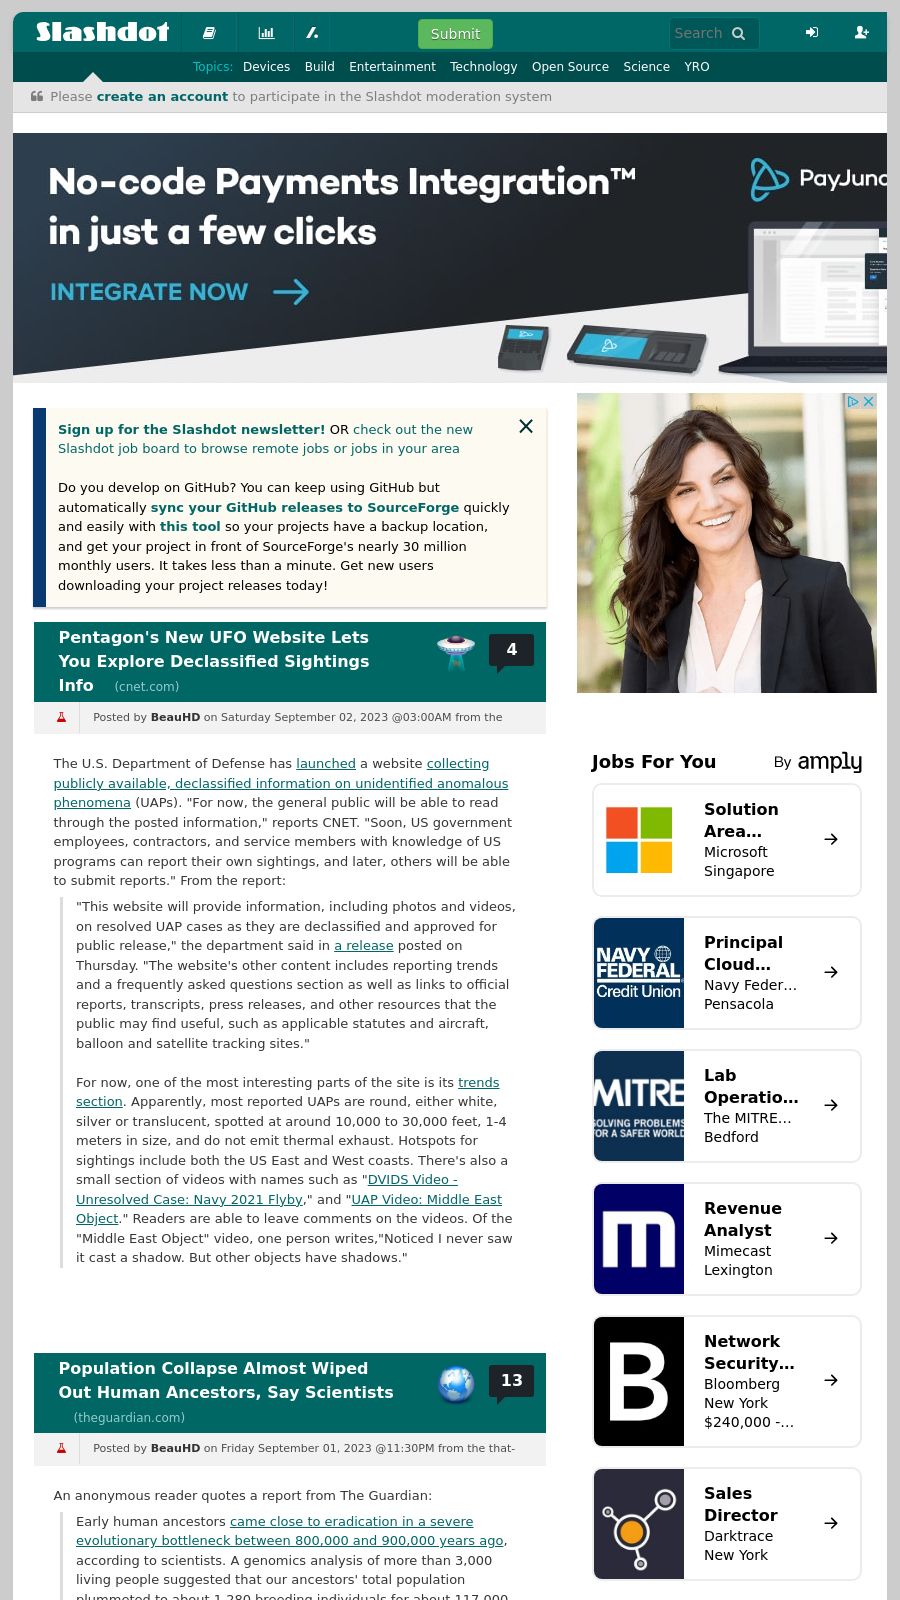 Slashdot
Submit
Search
Topics: Devices Build Entertainment Technology Open Source Science YRO
Please create an account to participate in the Slashdot moderation system
No-code Payments Integration™
in just a few clicks
INTEGRATE NOW
PayJunc
Sign up for the Slashdot newsletter! OR check out the new
Slashdot job board to browse remote jobs or jobs in your area
Do you develop on GitHub? You can keep using GitHub but
automatically sync your GitHub releases to SourceForge quickly
and easily with this tool so your projects have a backup location,
and get your project in front of SourceForge's nearly 30 million
monthly users. It takes less than a minute. Get new users
downloading your project releases today!
Pentagon's New UFO Website Lets
You Explore Declassified Sightings
Info (cnet.com)
4
Posted by BeauHD on Saturday September 02, 2023 @03:00AM from the
The U.S. Department of Defense has launched a website collecting
publicly available, declassified information on unidentified anomalous
phenomena (UAPs). "For now, the general public will be able to read
through the posted information," reports CNET. "Soon, US government
employees, contractors, and service members with knowledge of US
programs can report their own sightings, and later, others will be able
to submit reports." From the report:
"This website will provide information, including photos and videos,
on resolved UAP cases as they are declassified and approved for
public release," the department said in a release posted on
Thursday. "The website's other content includes reporting trends
and a frequently asked questions section as well as links to official
reports, transcripts, press releases, and other resources that the
public may find useful, such as applicable statutes and aircraft,
balloon and satellite tracking sites."
For now, one of the most interesting parts of the site is its trends
section. Apparently, most reported UAPs are round, either white,
silver or translucent, spotted at around 10,000 to 30,000 feet, 1-4
meters in size, and do not emit thermal exhaust. Hotspots for
sightings include both the US East and West coasts. There's also a
small section of videos with names such as "DVIDS Video -
Unresolved Case: Navy 2021 Flyby," and "UAP Video: Middle East
Object." Readers are able to leave comments on the videos. Of the
"Middle East Object" video, one person writes,"Noticed I never saw
it cast a shadow. But other objects have shadows."
Population Collapse Almost Wiped
Out Human Ancestors, Say Scientists
(theguardian.com)
13
Posted by BeauHD on Friday September 01, 2023 @11:30PM from the that-
An anonymous reader quotes a report from The Guardian:
Early human ancestors came close to eradication in a severe
evolutionary bottleneck between 800,000 and 900,000 years ago,
according to scientists. A genomics analysis of more than 3,000
living people suggested that our ancestors' total population
plummeted to about 1,280 breeding individuals for about 117,000
Jobs For You
By amply
Solution
Area...
Microsoft
Singapore
NAVY
FEDERAL
Credit Union
Principal
Cloud...
Navy Feder...
Pensacola
MITRE
SOLVING PROBLEMS
FOR A SAFER WORLD
Lab
Operatio...
The MITRE...
Bedford
m
Revenue
Analyst
Mimecast
Lexington
B
Network
Security...
Bloomberg
New York
$240,000 -...
Sales
Director
Darktrace
New York